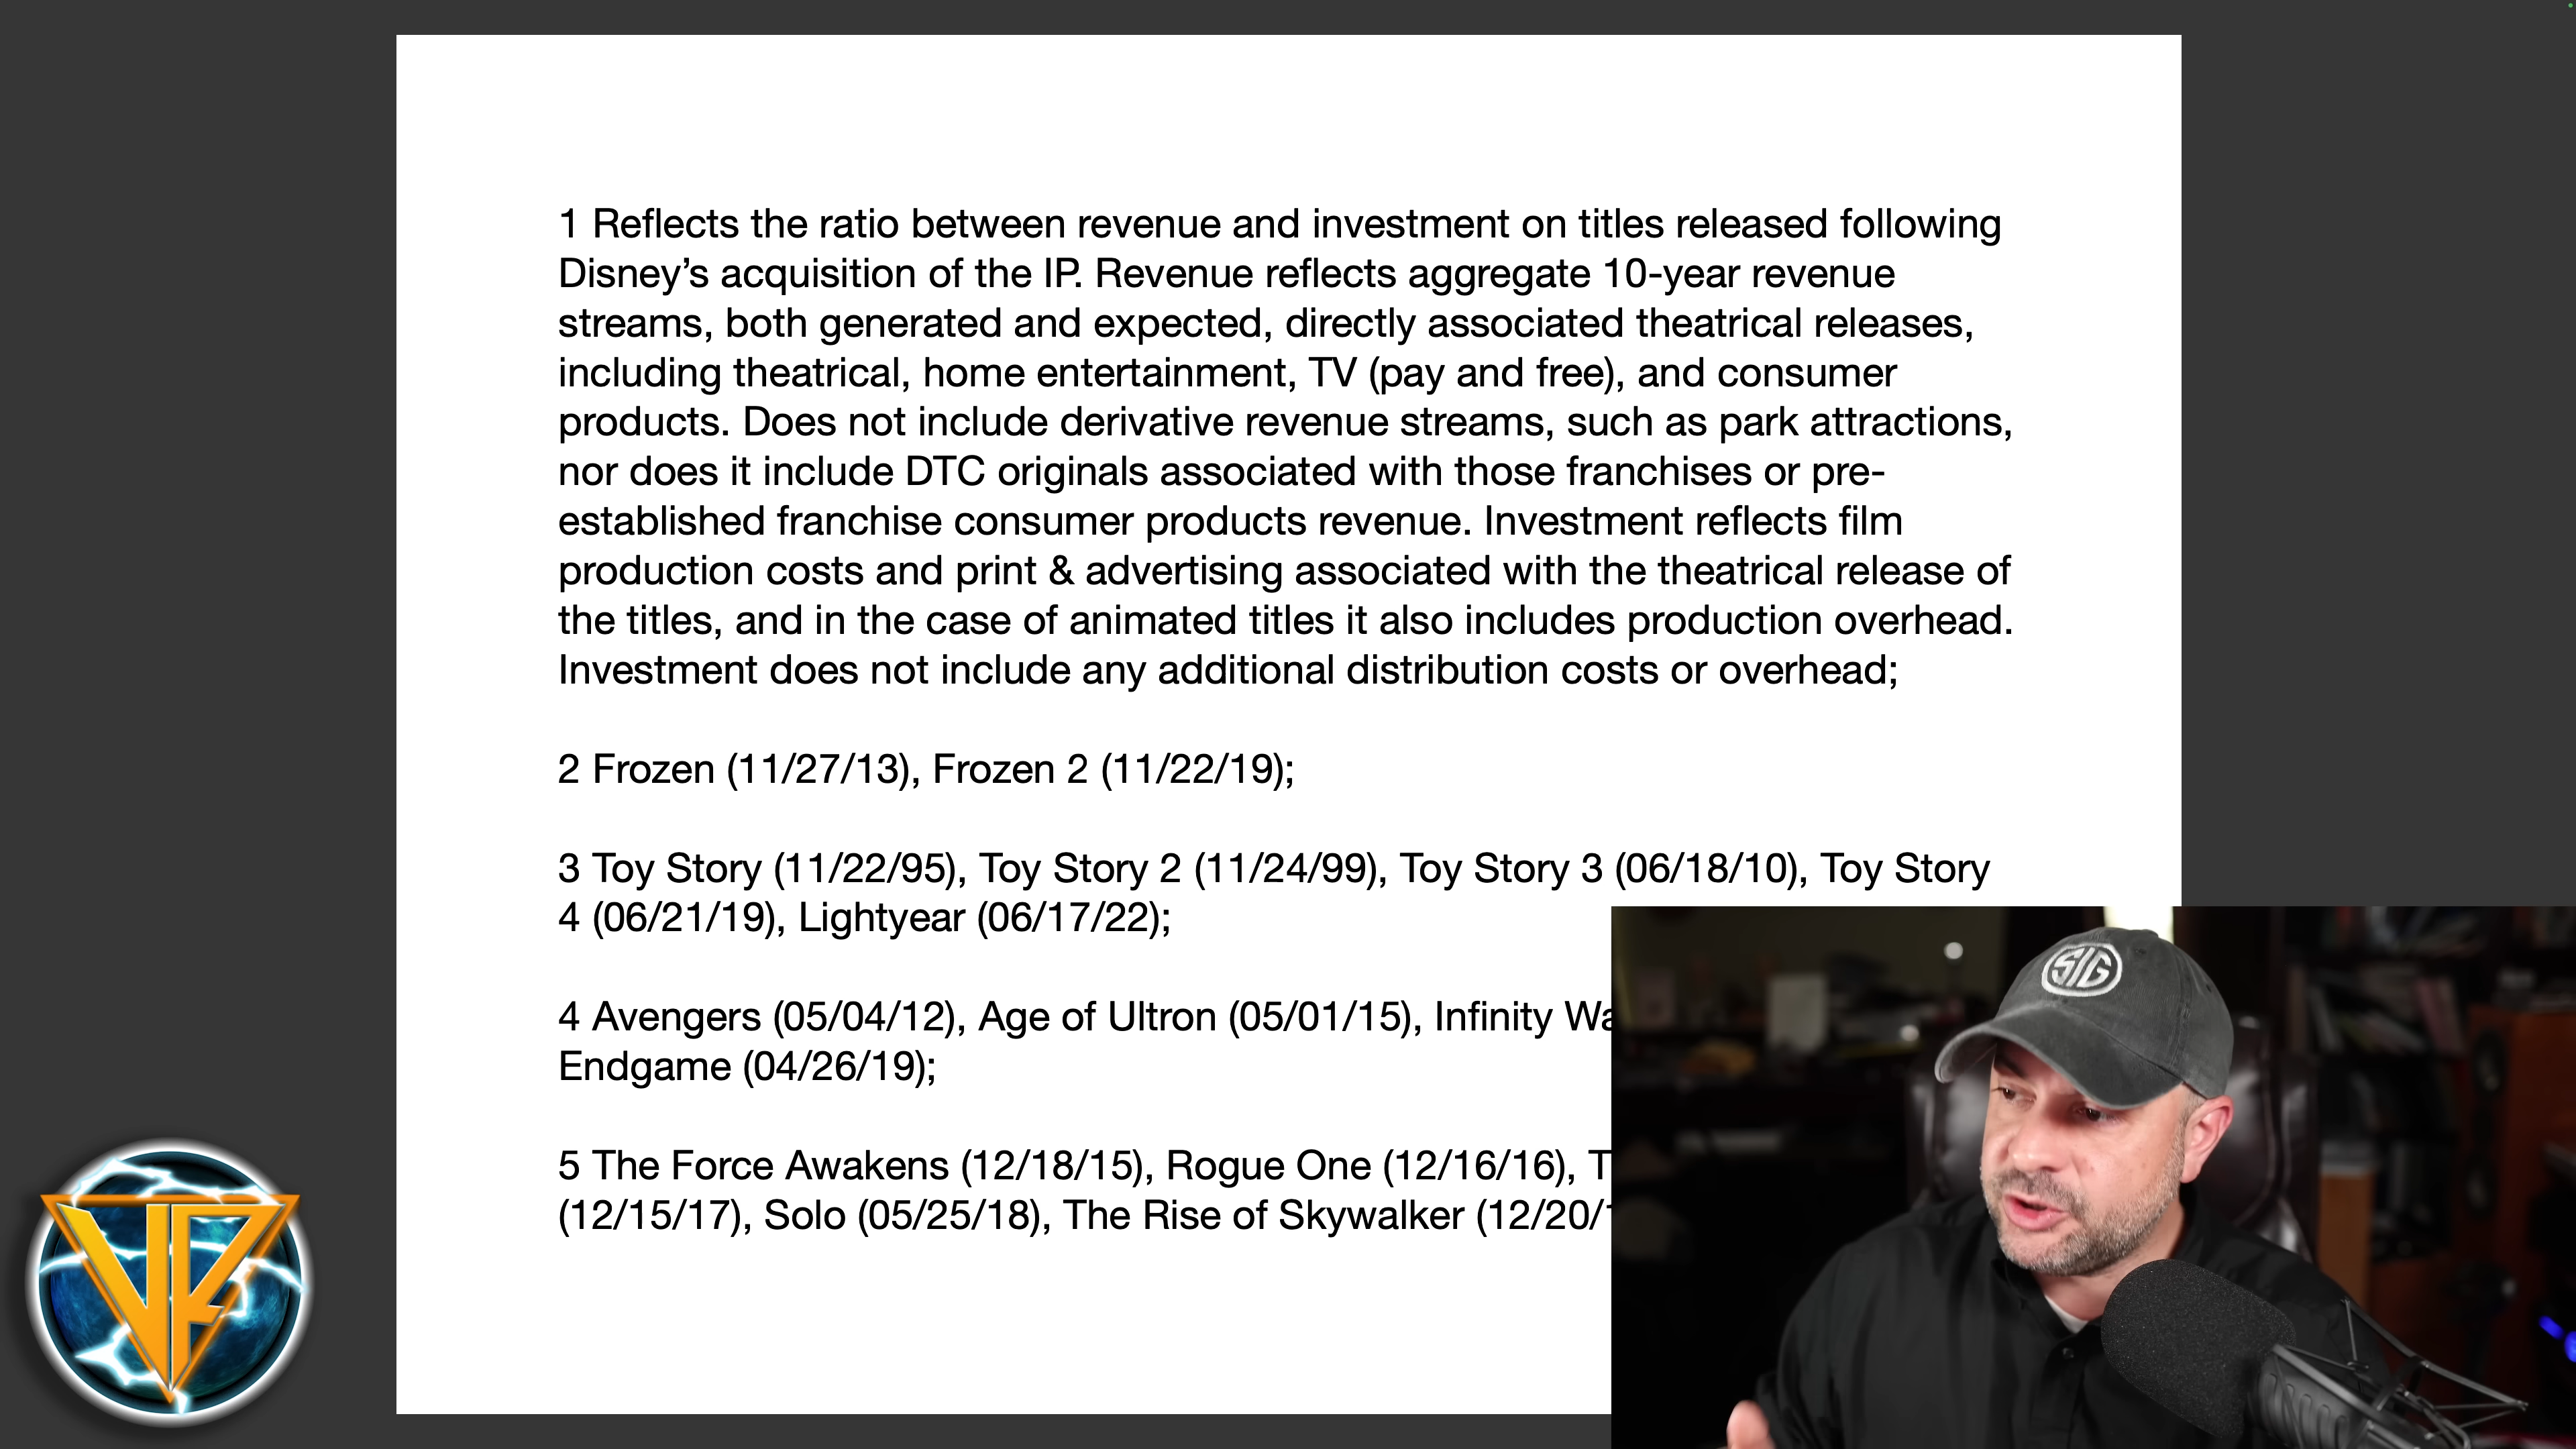 1 Reflects the ratio between revenue and investment on titles released following
Disney’s acquisition of the IP. Revenue reflects aggregate 10-year revenue
streams, both generated and expected, directly associated theatrical releases,
including theatrical, home entertainment, TV (pay and free), and consumer
products. Does not include derivative revenue streams, such as park attractions,
nor does it include DTC originals associated with those franchises or pre-
established franchise consumer products revenue. Investment reflects film
production costs and print & advertising associated with the theatrical release of
the titles, and in the case of animated titles it also includes production overhead.
Investment does not include any additional distribution costs or overhead;
2 Frozen (11/27/13), Frozen 2 (11/22/19);
3 Toy Story (11/22/95), Toy Story 2 (11/24/99), Toy Story 3 (06/18/10), Toy Story
4 (06/21/19), Lightyear (06/17/22);
4 Avengers (05/04/12), Age of Ultron (05/01/15), Infinity
Endgame (04/26/19);
5 The Force Awakens (12/18/15), Rogue One (12/16/16),
(12/15/17), Solo (05/25/18), The Rise of Skywalker
SIG
VF